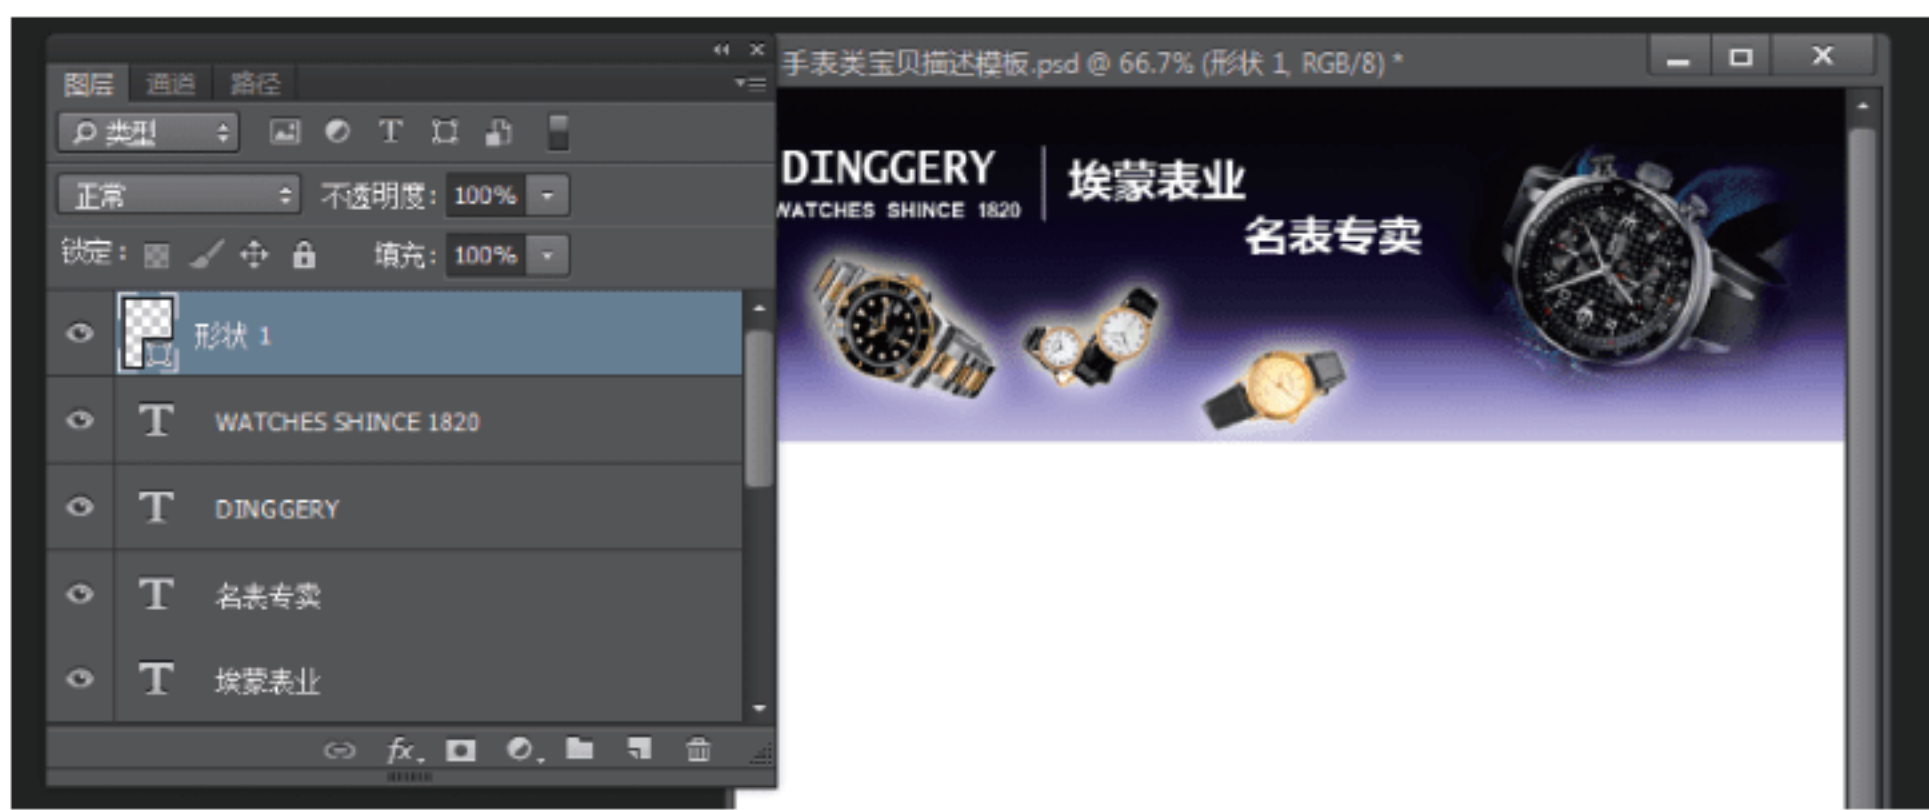 手表类宝贝描述模板.psd @ 66.7% (形状 1, RGB/8) *
图层 通道 路径
类型
正常 不透明度: 100%
锁定: 填充: 100%
形状 1
WATCHES SHINCE 1820
DINGGERY
名表专卖
埃蒙表业
fx
DINGGERY
WATCHES SHINCE 1820
埃蒙表业
名表专卖